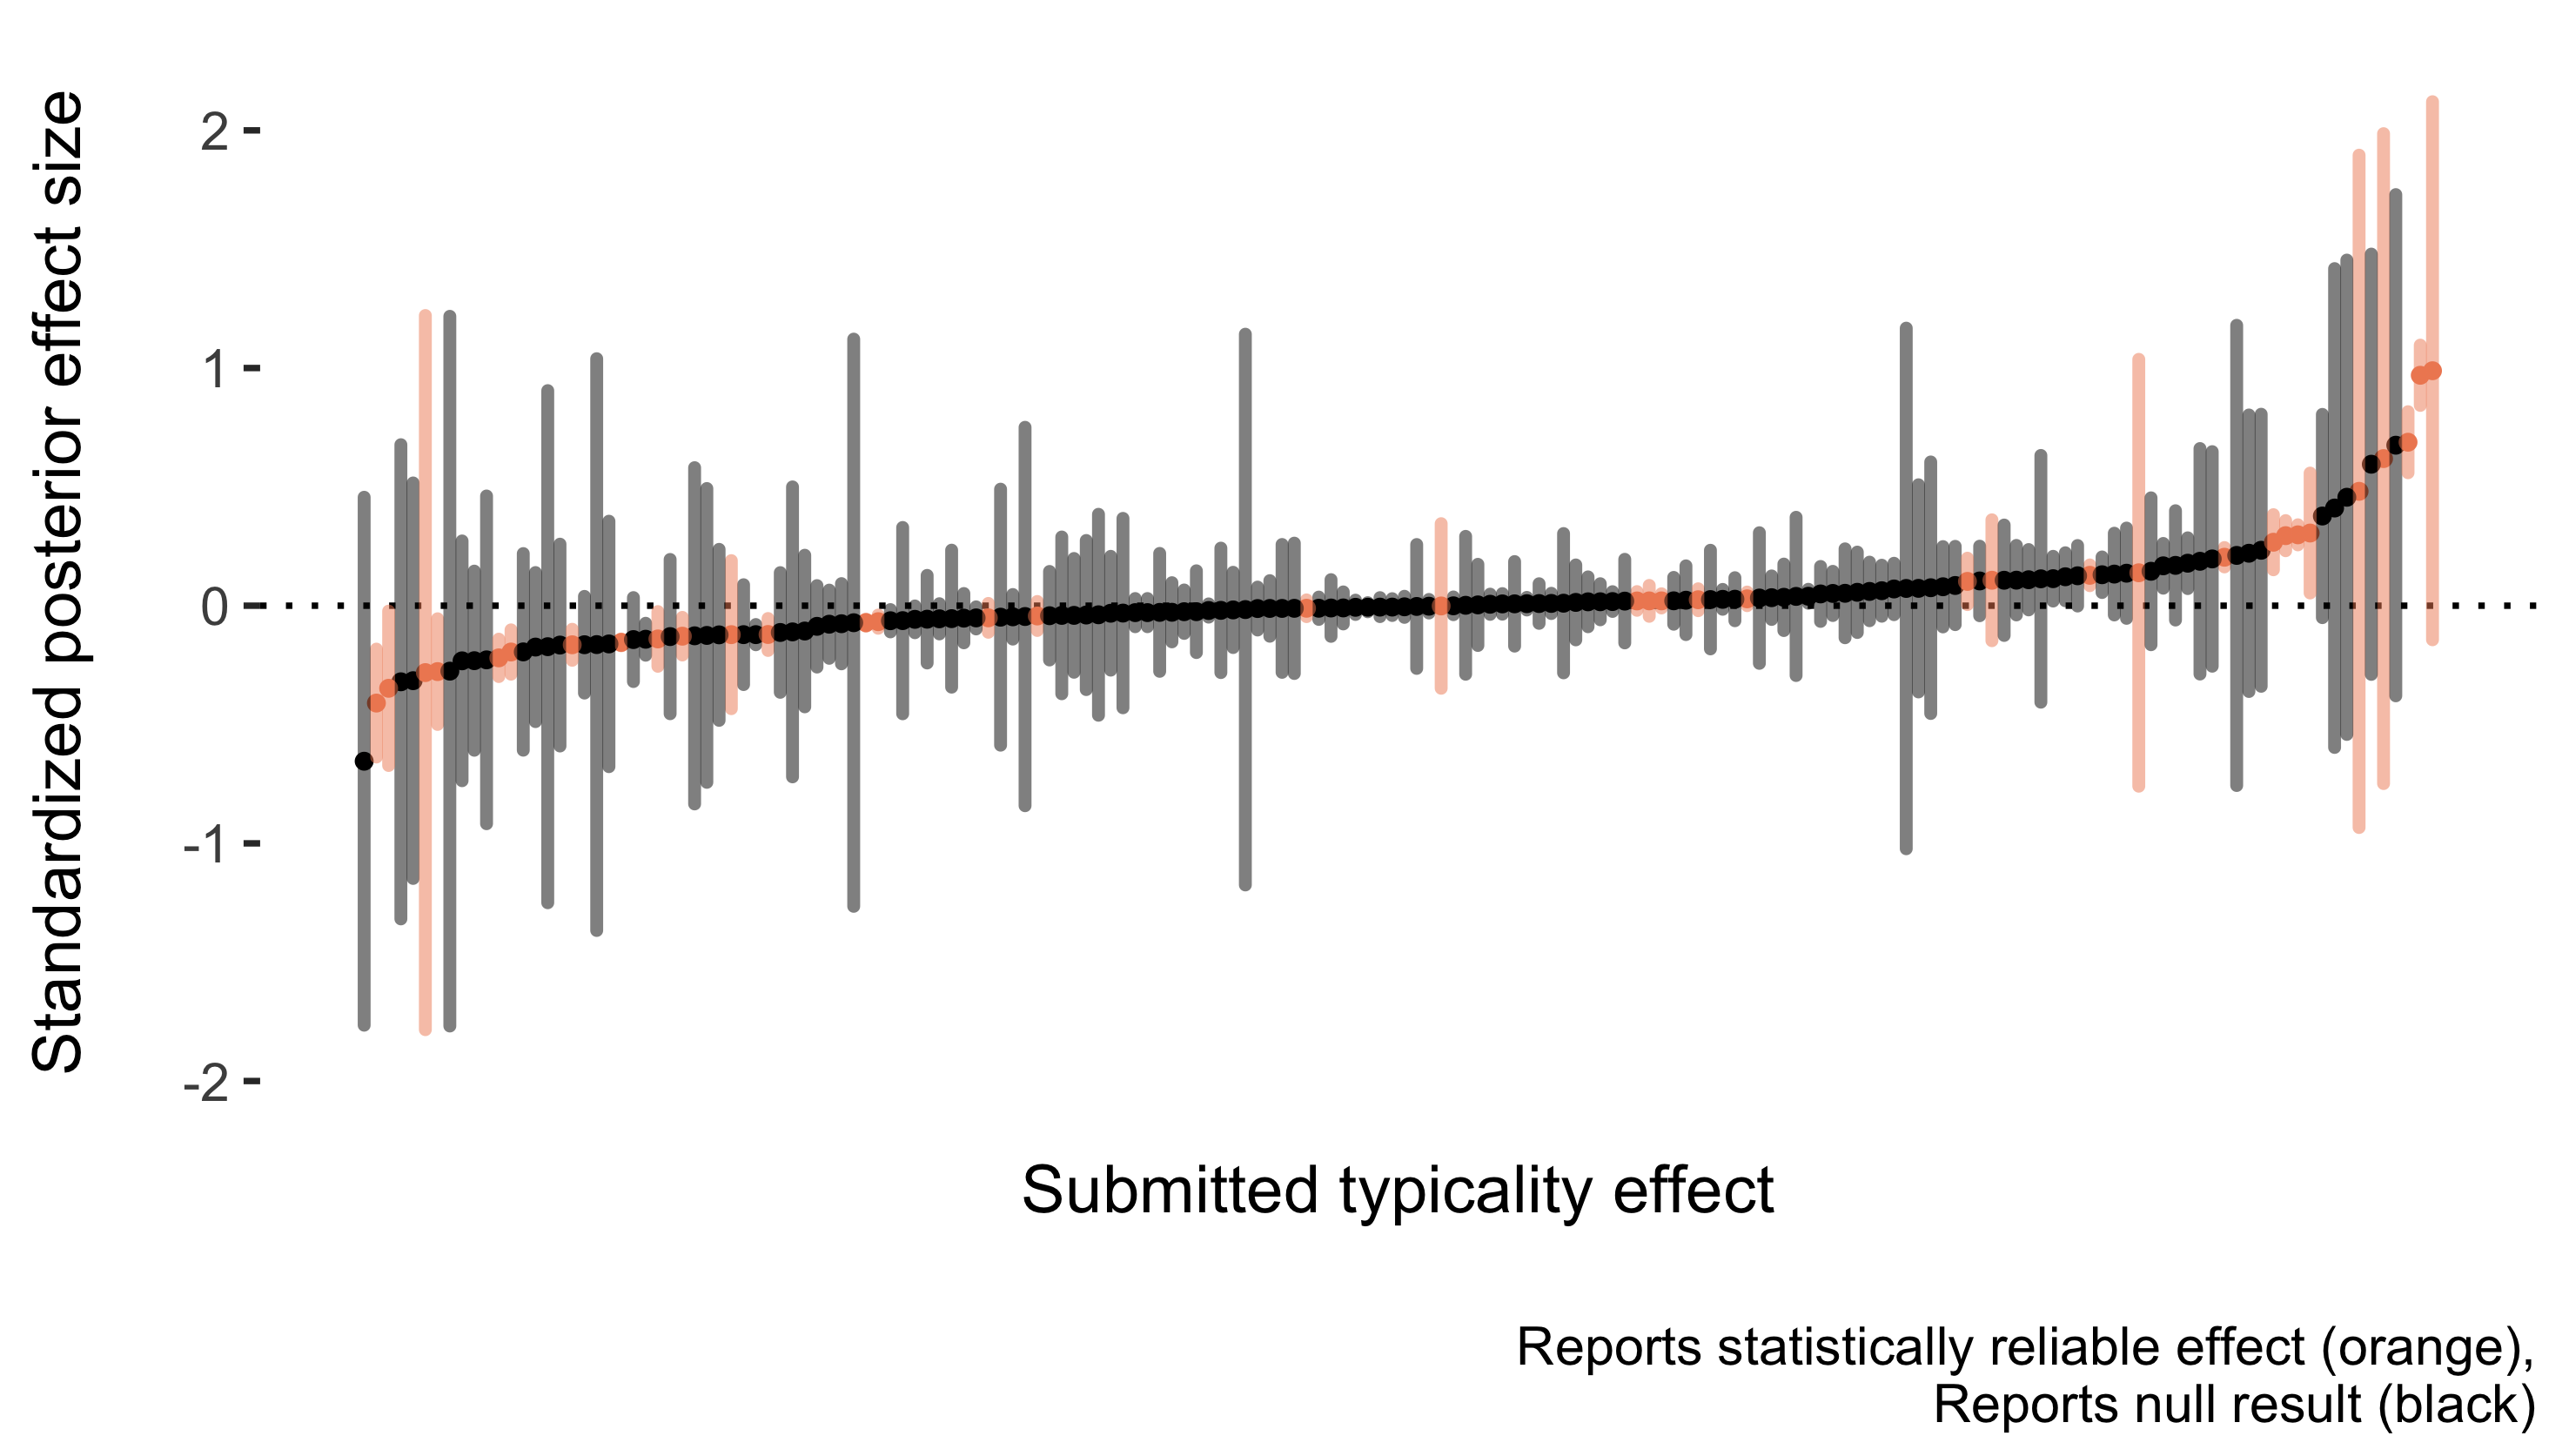 Standardized posterior effect size
2
1
0
-1
-2
Submitted typicality effect
Reports statistically reliable effect (orange),
Reports null result (black)